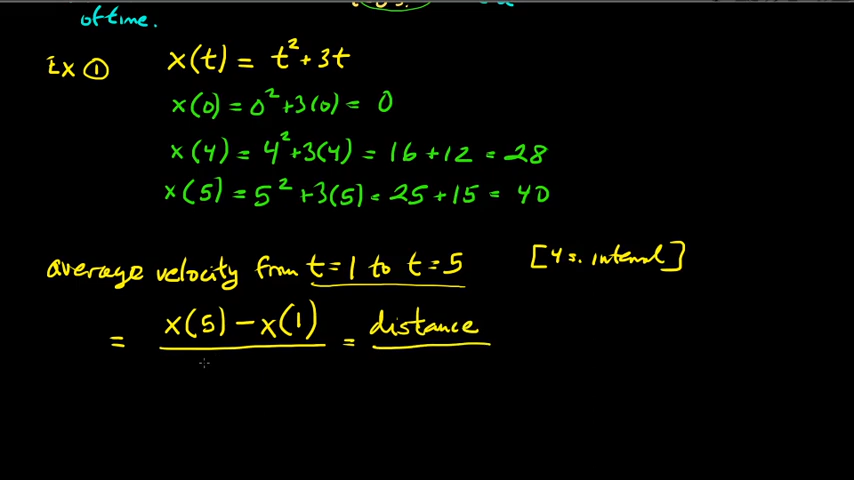 of time.
Ex ① x(t) = t² + 3t
x(0) = 0² + 3(0) = 0
x(4) = 4² + 3(4) = 16 + 12 = 28
x(5) = 5² + 3(5) = 25 + 15 = 40
average velocity from t=1 to t=5 [4 s. interval]
= x(5) - x(1) = distance